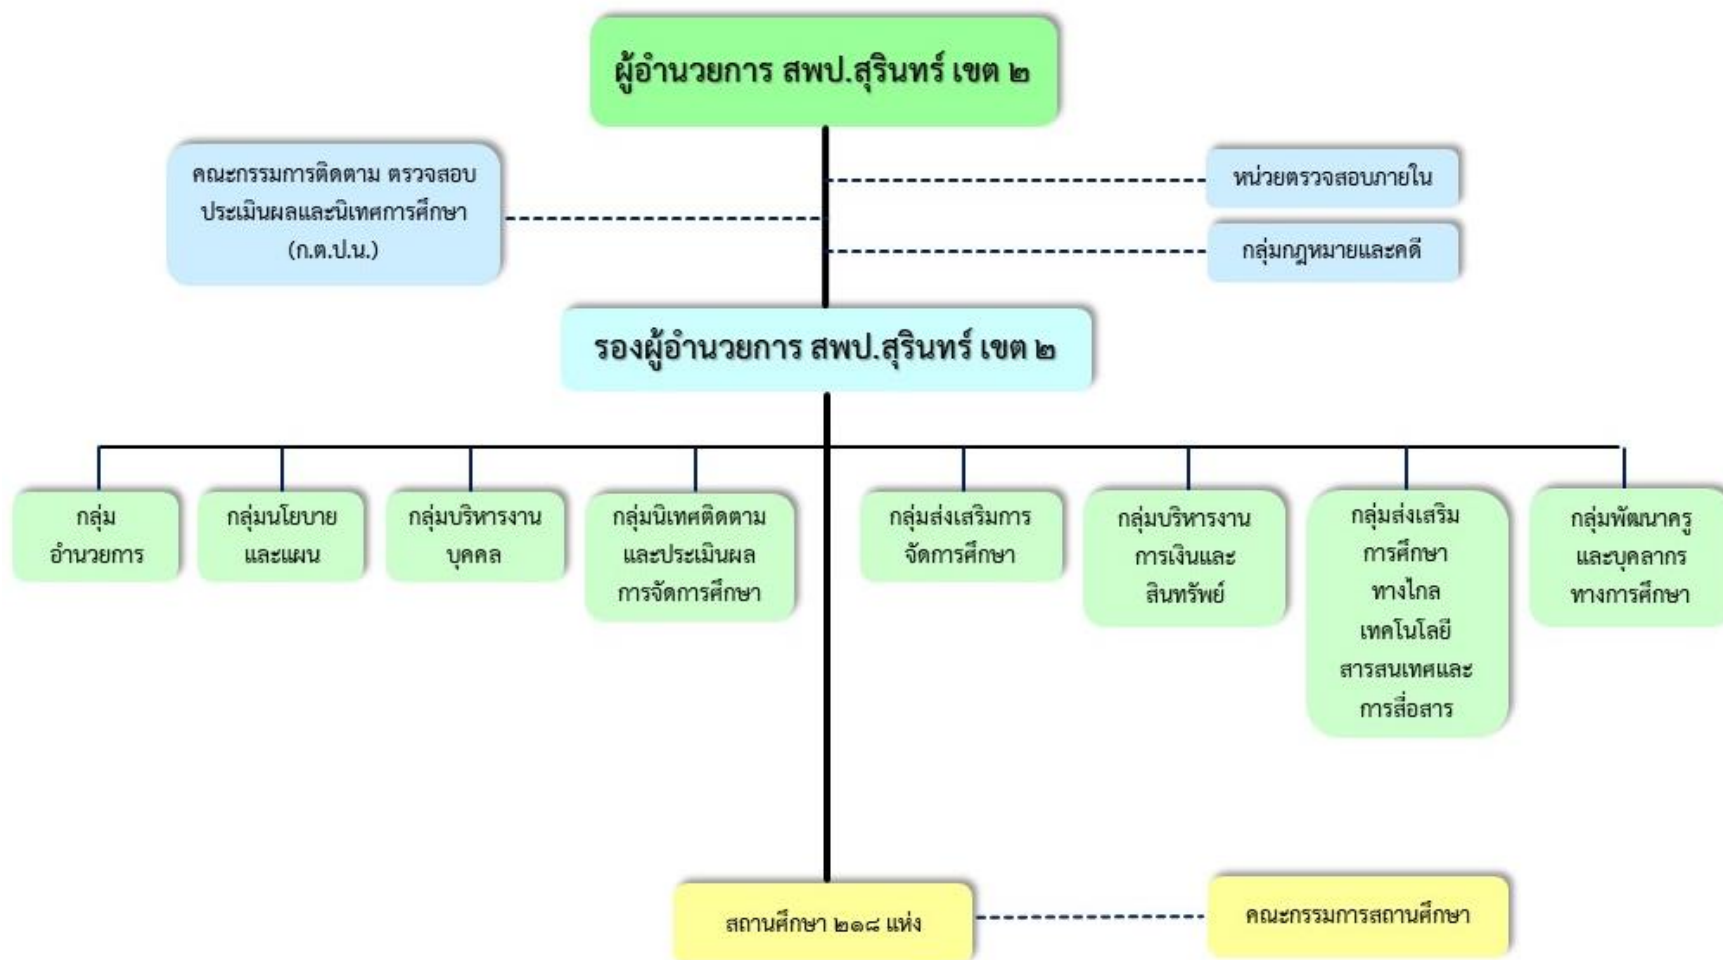 ผู้อำนวยการ สพป.สุรินทร์ เขต ๒
คณะกรรมการติดตาม ตรวจสอบ
ประเมินผลและนิเทศการศึกษา
(ก.ต.ป.น.)
หน่วยตรวจสอบภายใน
กลุ่มกฎหมายและคดี
รองผู้อำนวยการ สพป.สุรินทร์ เขต ๒
กลุ่ม
อำนวยการ
กลุ่มนโยบาย
และแผน
กลุ่มบริหารงาน
บุคคล
กลุ่มนิเทศติดตาม
และประเมินผล
การจัดการศึกษา
กลุ่มส่งเสริมการ
จัดการศึกษา
กลุ่มบริหารงาน
การเงินและ
สินทรัพย์
กลุ่มส่งเสริม
การศึกษา
ทางไกล
เทคโนโลยี
สารสนเทศและ
การสื่อสาร
กลุ่มพัฒนาครู
และบุคลากร
ทางการศึกษา
สถานศึกษา ๒๑๘ แห่ง
คณะกรรมการสถานศึกษา